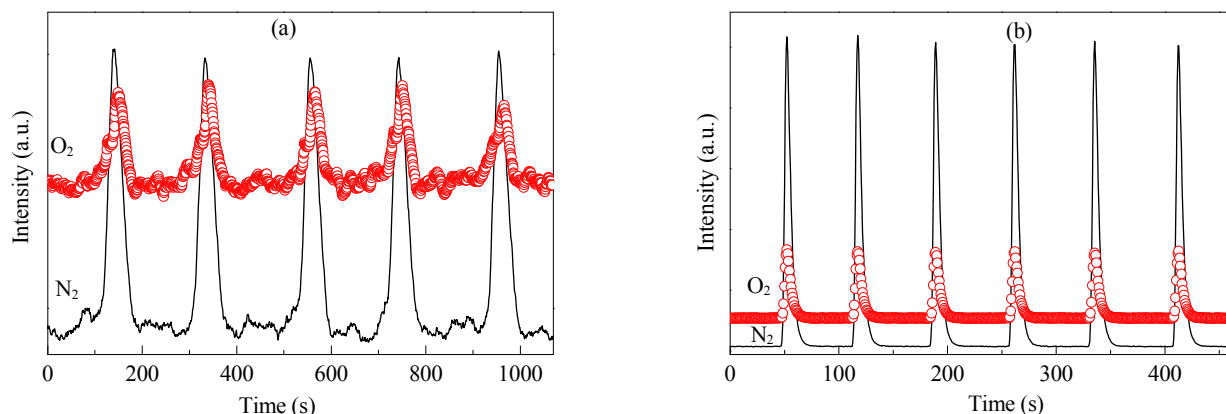 (a)
Intensity (a.u.)
O₂
N₂
0 200 400 600 800 1000
Time (s)
(b)
Intensity (a.u.)
O₂
N₂
0 100 200 300 400
Time (s)